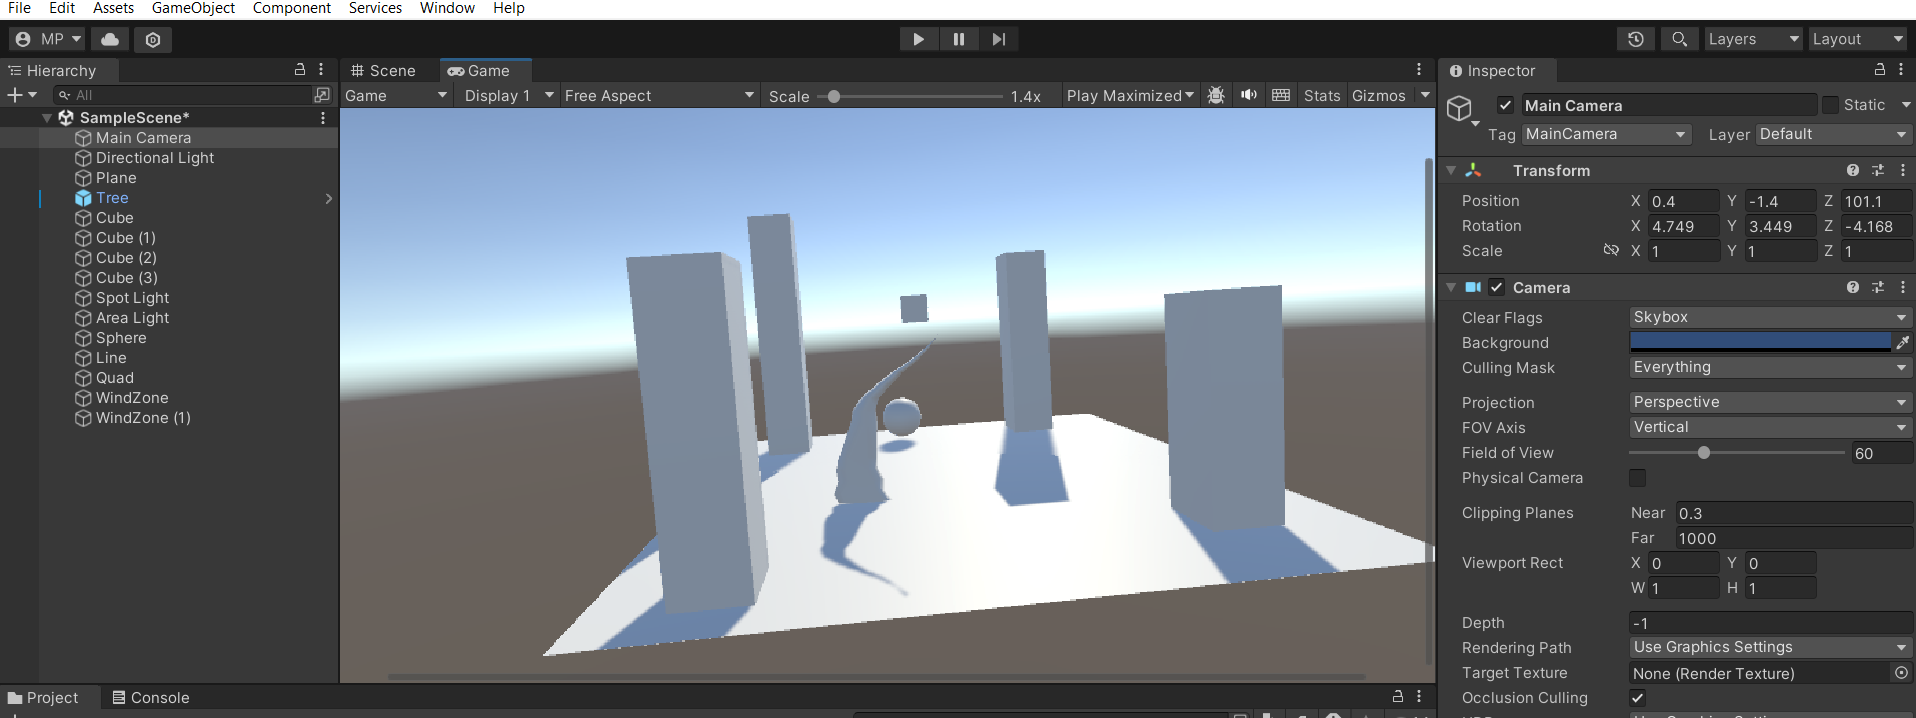 File Edit Assets GameObject Component Services Window Help
MP Layers Layout
Hierarchy
All
SampleScene*
Main Camera
Directional Light
Plane
Tree
Cube
Cube (1)
Cube (2)
Cube (3)
Spot Light
Area Light
Sphere
Line
Quad
WindZone
WindZone (1)
Scene Game
Game Display 1 Free Aspect Scale 1.4x Play Maximized Stats Gizmos
Inspector
Main Camera Static
Tag MainCamera Layer Default
Transform
Position X 0.4 Y -1.4 Z 101.1
Rotation X 4.749 Y 3.449 Z -4.168
Scale X 1 Y 1 Z 1
Camera
Clear Flags Skybox
Background
Culling Mask Everything
Projection Perspective
FOV Axis Vertical
Field of View 60
Physical Camera
Clipping Planes Near 0.3
Far 1000
Viewport Rect X 0 Y 0
W 1 H 1
Depth -1
Rendering Path Use Graphics Settings
Target Texture None (Render Texture)
Occlusion Culling
Project Console